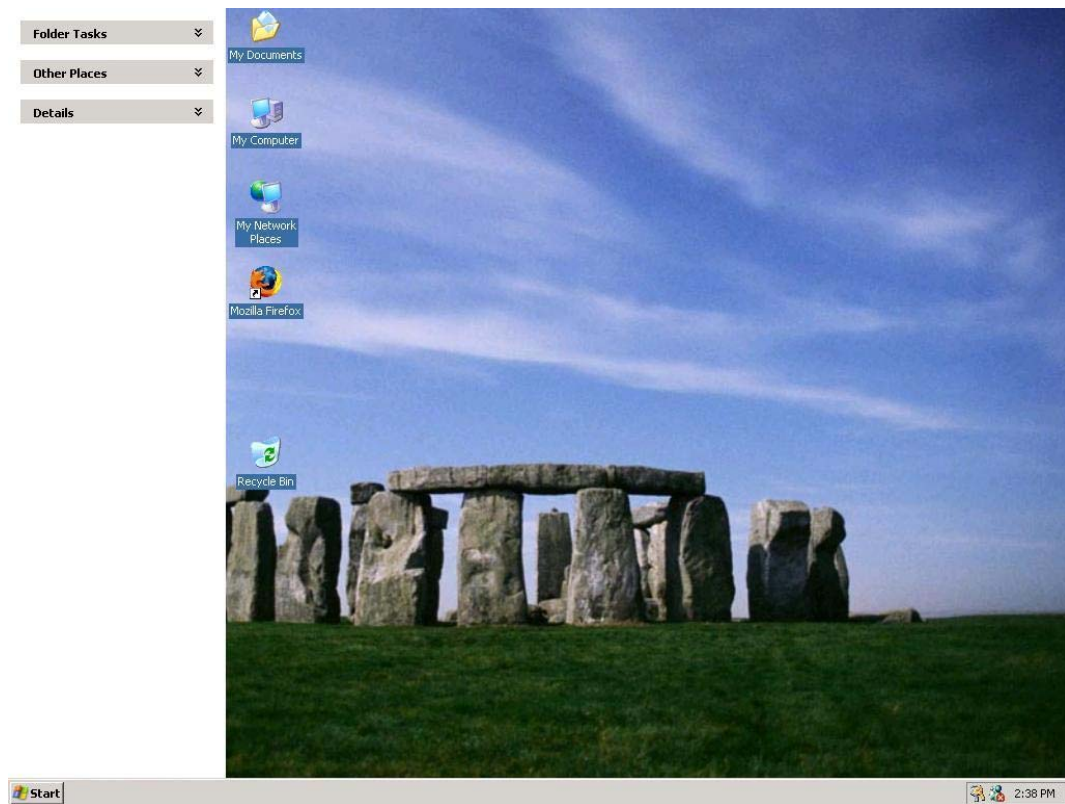 Folder Tasks
Other Places
Details
My Documents
My Computer
My Network
Places
Mozilla Firefox
Recycle Bin
Start
2:38 PM